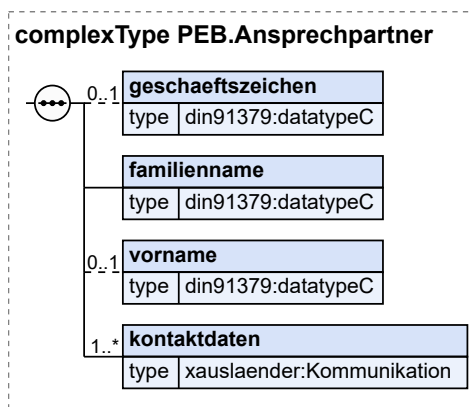 complexType PEB.Ansprechpartner
0..1 geschaeftszeichen
type din91379:datatypeC
familienname
type din91379:datatypeC
0..1 vorname
type din91379:datatypeC
1..* kontaktdaten
type xauslaender:Kommunikation